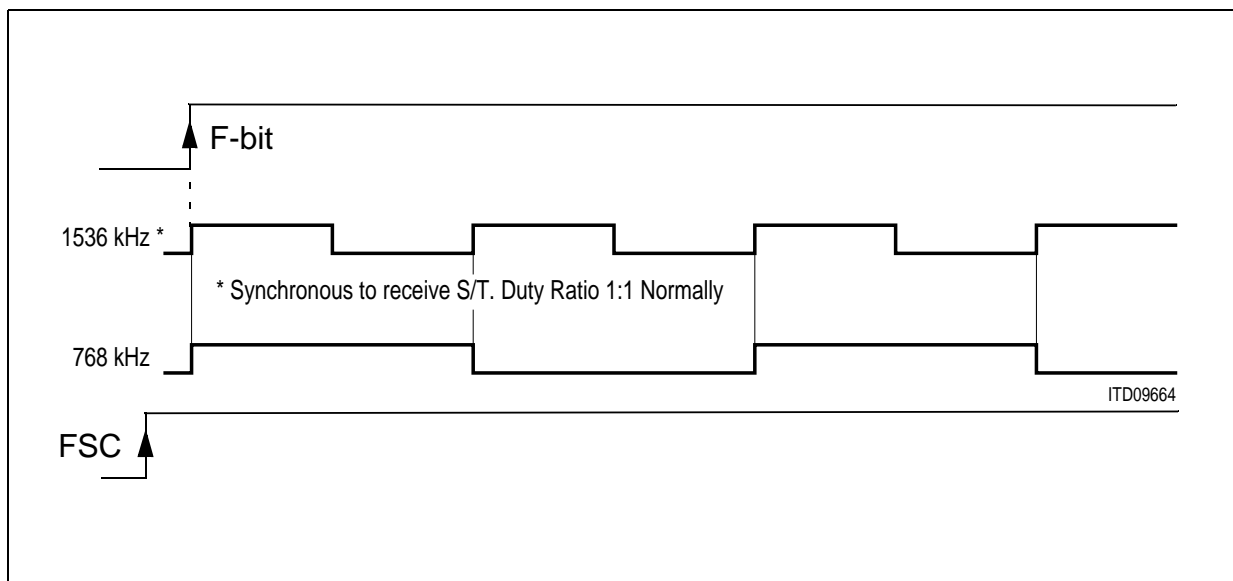 F-bit
1536 kHz *
* Synchronous to receive S/T. Duty Ratio 1:1 Normally
768 kHz
ITD09664
FSC